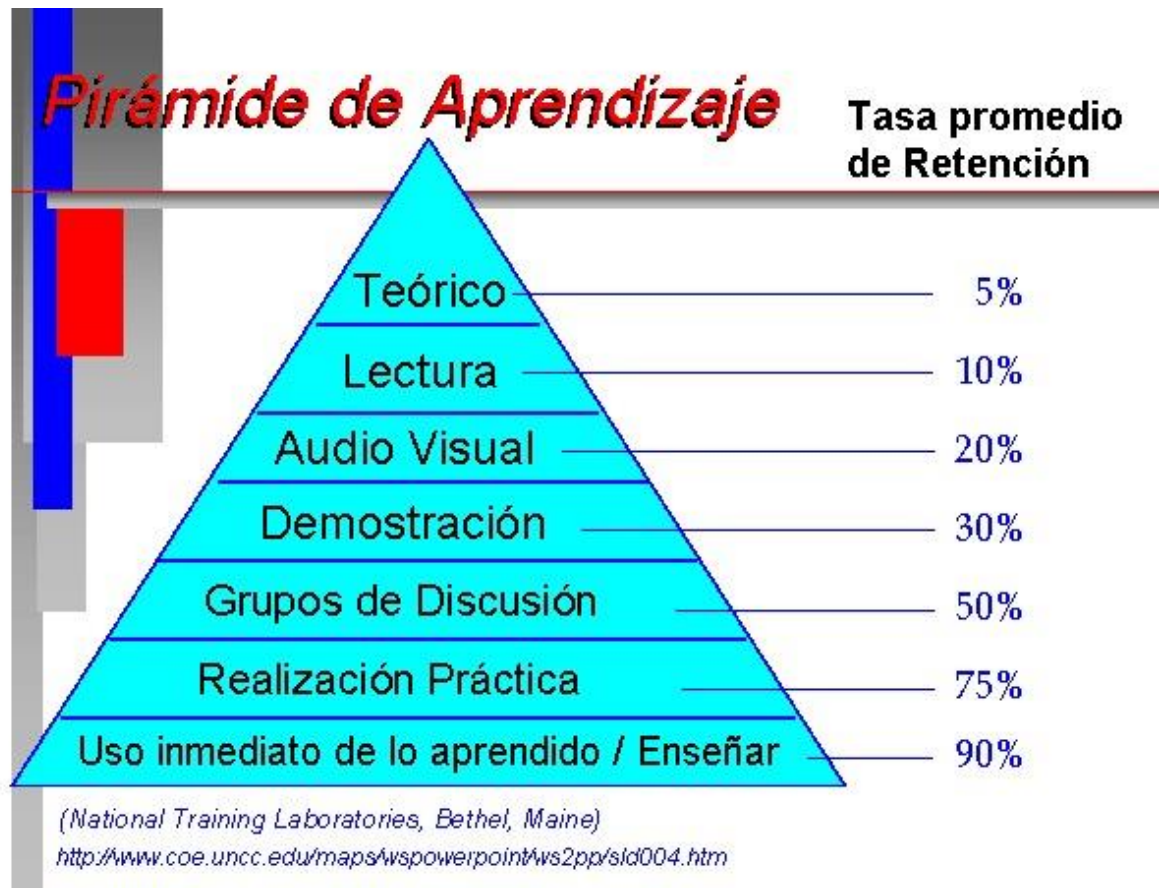 Pirámide de Aprendizaje
Tasa promedio
de Retención
Teórico 5%
Lectura 10%
Audio Visual 20%
Demostración 30%
Grupos de Discusión 50%
Realización Práctica 75%
Uso inmediato de lo aprendido / Enseñar 90%
(National Training Laboratories, Bethel, Maine)
http://www.coe.uncc.edu/maps/wspowerpoint/ws2pp/sld004.htm